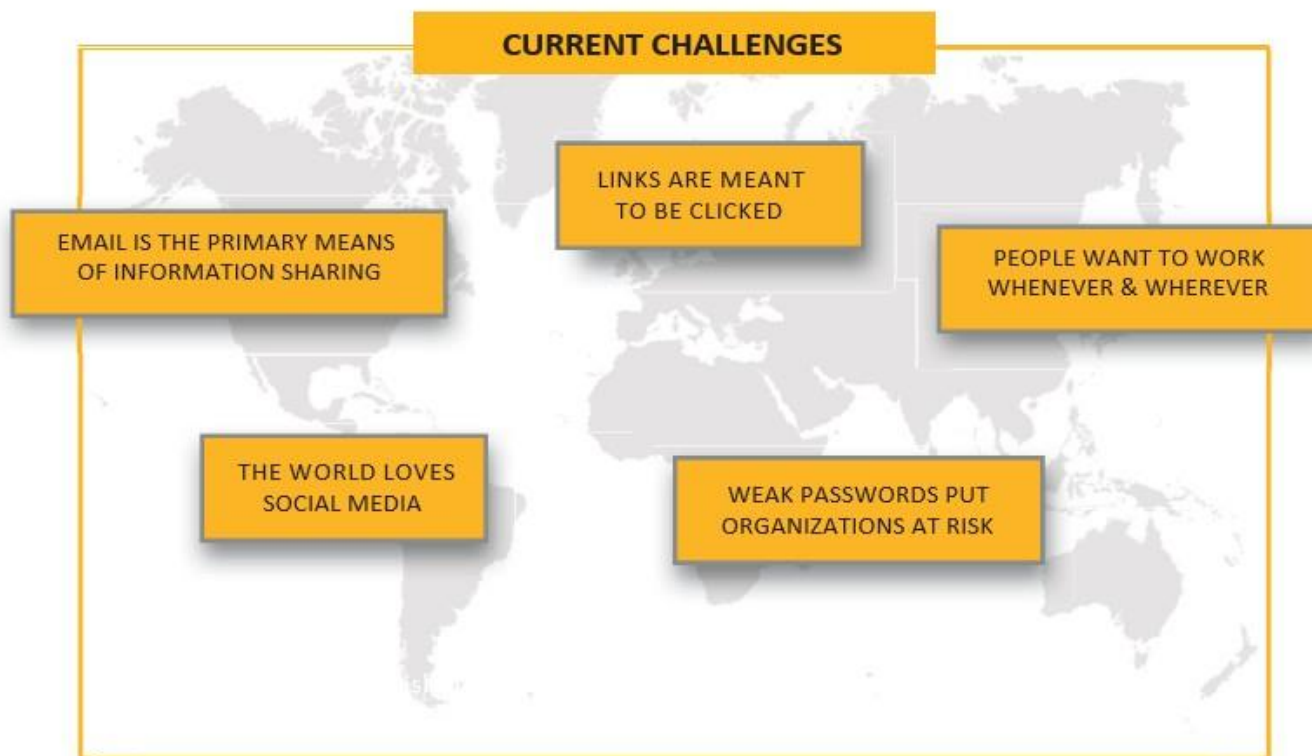 CURRENT CHALLENGES
LINKS ARE MEANT
TO BE CLICKED
EMAIL IS THE PRIMARY MEANS
OF INFORMATION SHARING
PEOPLE WANT TO WORK
WHENEVER & WHEREVER
THE WORLD LOVES
SOCIAL MEDIA
WEAK PASSWORDS PUT
ORGANIZATIONS AT RISK